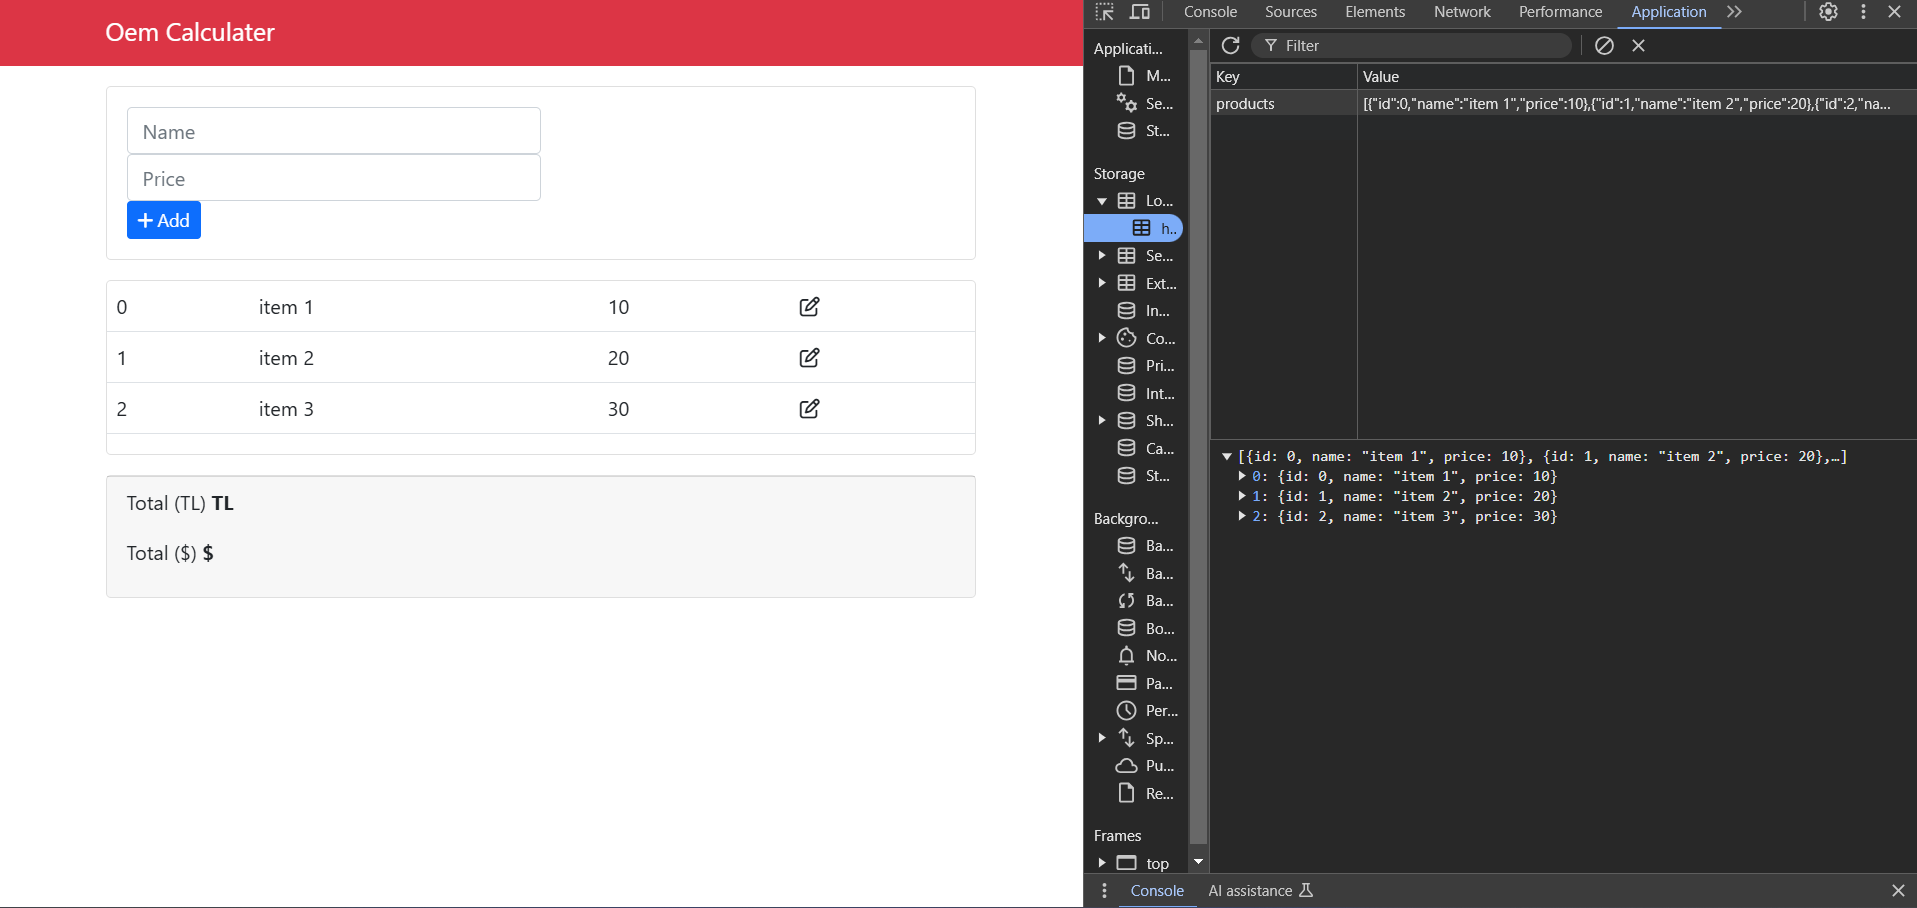 Oem Calculater
Name
Price
Add
0 item 1 10
1 item 2 20
2 item 3 30
Total (TL) TL
Total ($) $
Console Sources Elements Network Performance Application
Applicati...
M...
Se...
St...
Storage
Lo...
h..
Se...
Ext...
In...
Co...
Pri...
Int...
Sh...
Ca...
St...
Backgro...
Ba...
Ba...
Ba...
Bo...
No...
Pa...
Per...
Sp...
Pu...
Re...
Frames
top
Filter
Key Value
products [{"id":0,"name":"item 1","price":10},{"id":1,"name":"item 2","price":20},{"id":2,"na...
[{id: 0, name: "item 1", price: 10}, {id: 1, name: "item 2", price: 20},…]
0: {id: 0, name: "item 1", price: 10}
1: {id: 1, name: "item 2", price: 20}
2: {id: 2, name: "item 3", price: 30}
Console AI assistance